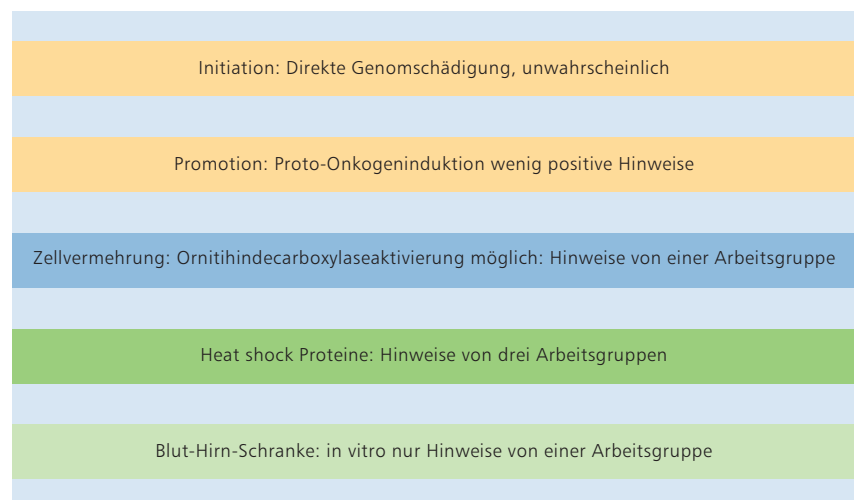 Initiation: Direkte Genomschädigung, unwahrscheinlich
Promotion: Proto-Onkogeninduktion wenig positive Hinweise
Zellvermehrung: Ornitihindecarboxylaseaktivierung möglich: Hinweise von einer Arbeitsgruppe
Heat shock Proteine: Hinweise von drei Arbeitsgruppen
Blut-Hirn-Schranke: in vitro nur Hinweise von einer Arbeitsgruppe